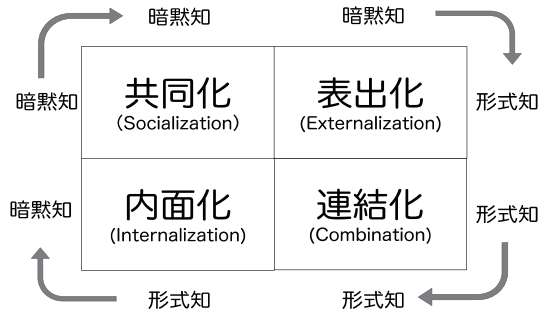 暗黙知
暗黙知
暗黙知
共同化
(Socialization)
表出化
(Externalization)
形式知
暗黙知
内面化
(Internalization)
連結化
(Combination)
形式知
形式知
形式知